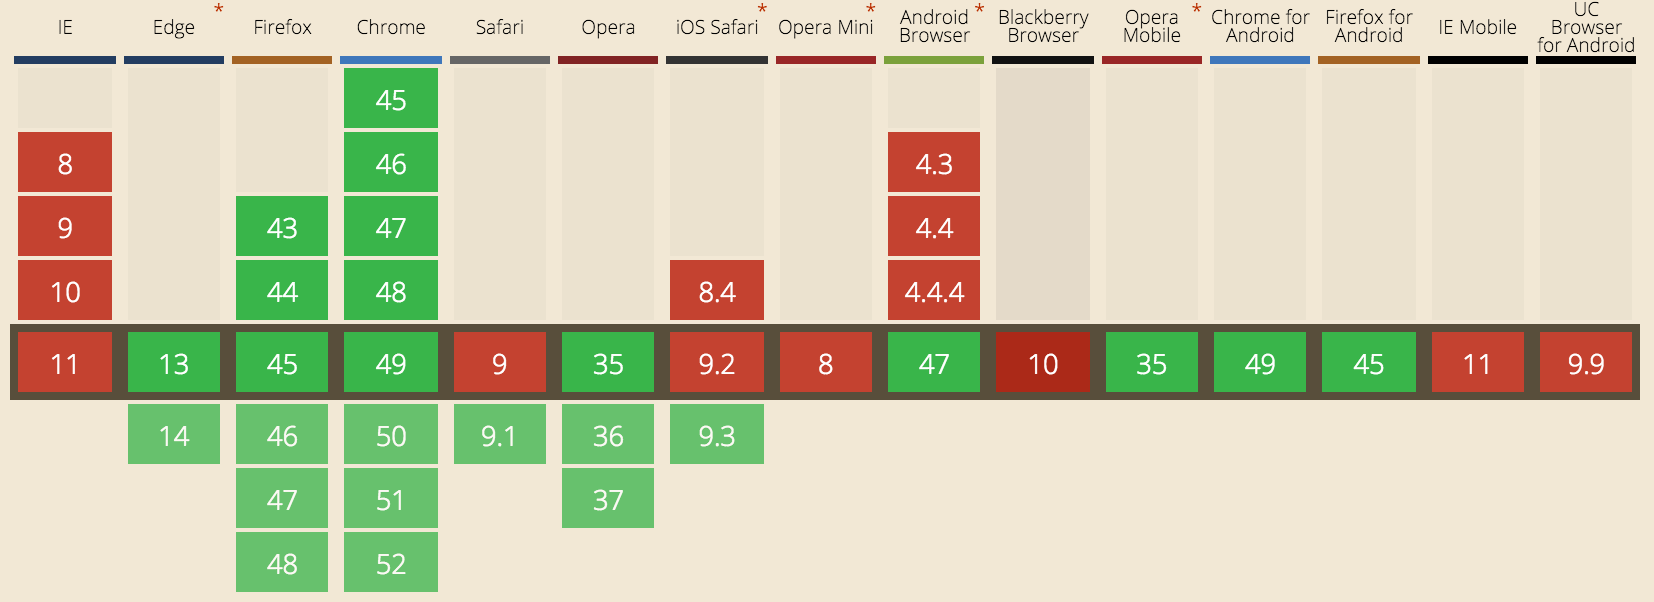 IE Edge * Firefox Chrome Safari Opera iOS Safari * Opera Mini * Android Browser * Blackberry Browser Opera Mobile * Chrome for Android Firefox for Android IE Mobile UC Browser for Android
45
8 46 4.3
9 43 47 4.4
10 44 48 8.4 4.4.4
11 13 45 49 9 35 9.2 8 47 10 35 49 45 11 9.9
14 46 50 9.1 36 9.3
47 51 37
48 52